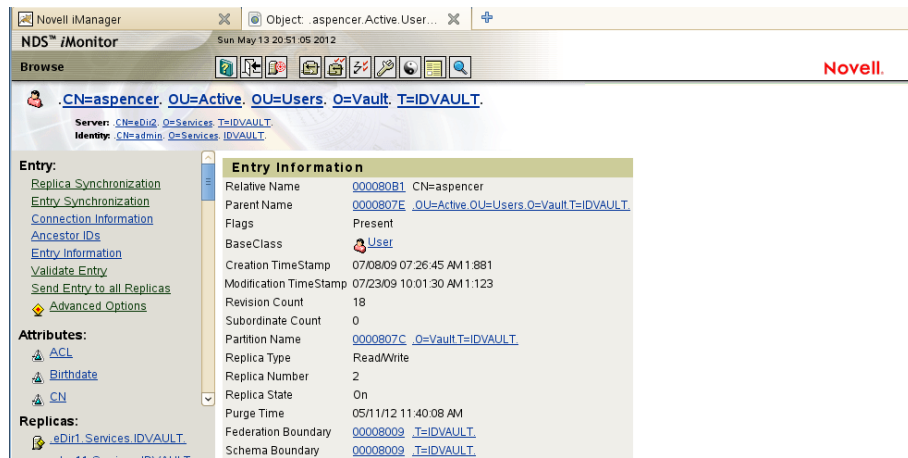 Novell iManager
Object: .aspencer.Active.User...
NDS™ iMonitor
Sun May 13 20:51:05 2012
Browse
Novell.
.CN=aspencer. OU=Active. OU=Users. O=Vault. T=IDVAULT.
Server: .CN=eDir2. O=Services. T=IDVAULT.
Identity: .CN=admin. O=Services. IDVAULT.
Entry:
Replica Synchronization
Entry Synchronization
Connection Information
Ancestor IDs
Entry Information
Validate Entry
Send Entry to all Replicas
Advanced Options
Attributes:
ACL
Birthdate
CN
Replicas:
.eDir1.Services.IDVAULT.
Entry Information
Relative Name 000080B1 CN=aspencer
Parent Name 0000807E .OU=Active.OU=Users.O=Vault.T=IDVAULT.
Flags Present
BaseClass User
Creation TimeStamp 07/08/09 07:26:45 AM 1:881
Modification TimeStamp 07/23/09 10:01:30 AM 1:123
Revision Count 18
Subordinate Count 0
Partition Name 0000807C .O=Vault.T=IDVAULT.
Replica Type Read/Write
Replica Number 2
Replica State On
Purge Time 05/11/12 11:40:08 AM
Federation Boundary 00008009 .T=IDVAULT.
Schema Boundary 00008009 .T=IDVAULT.